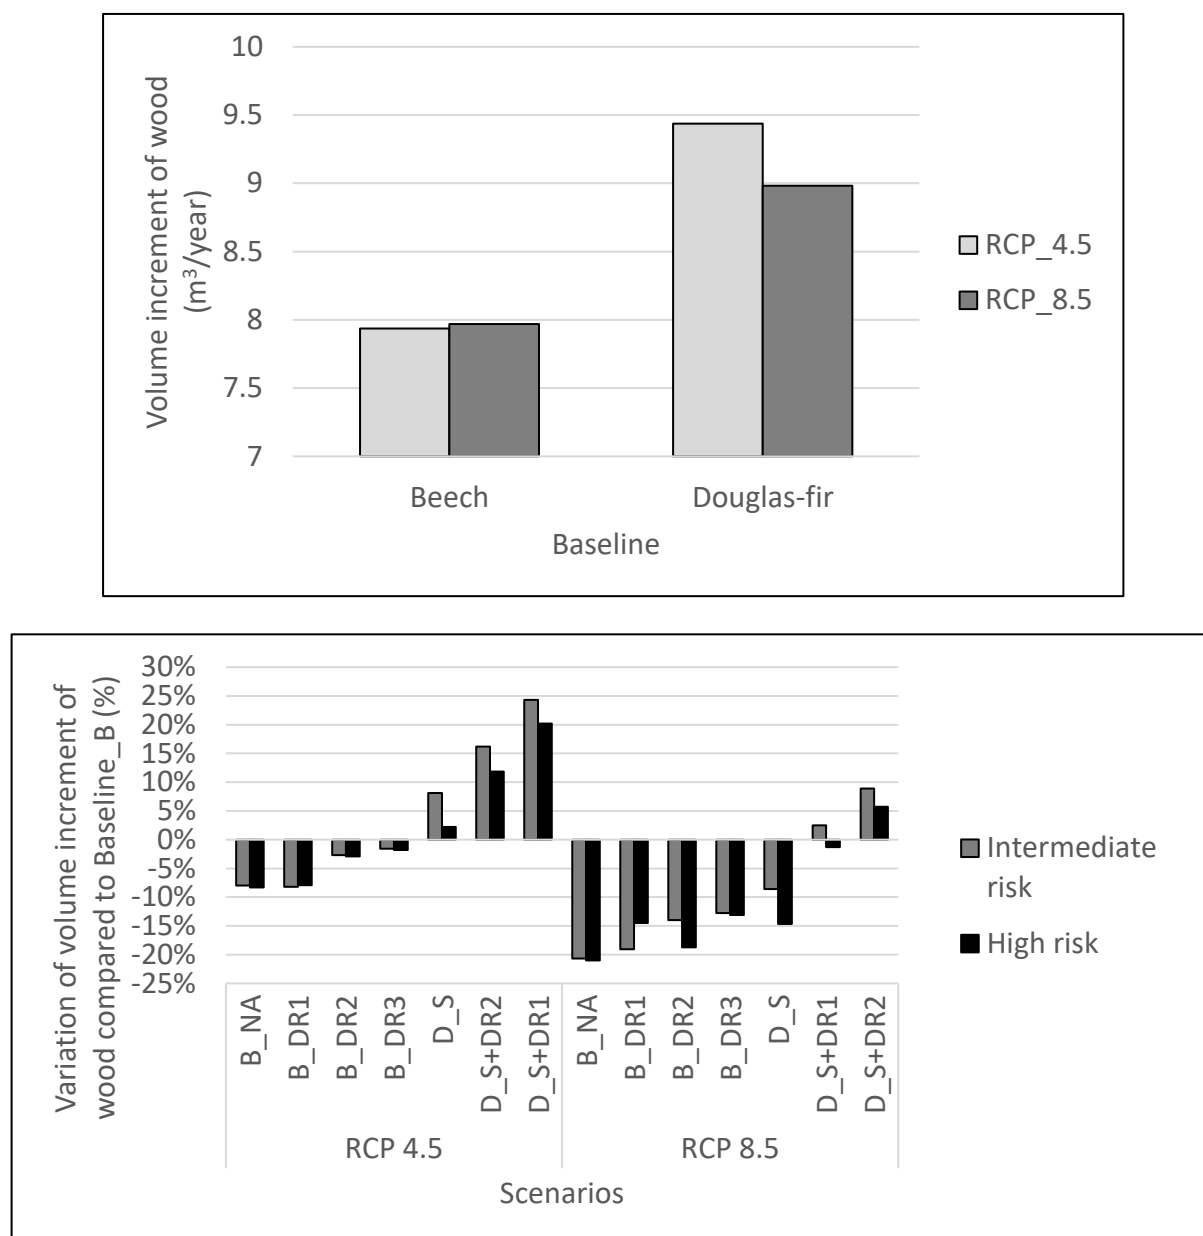 10
9.5
9
8.5
8
7.5
7
Volume increment of wood
(m³/year)
Beech
Douglas-fir
Baseline
RCP_4.5
RCP_8.5
30%
25%
20%
15%
10%
5%
0%
-5%
-10%
-15%
-20%
-25%
Variation of volume increment of
wood compared to Baseline_B (%)
B_NA
B_DR1
B_DR2
B_DR3
D_S
D_S+DR2
D_S+DR1
B_NA
B_DR1
B_DR2
B_DR3
D_S
D_S+DR1
D_S+DR2
RCP 4.5
RCP 8.5
Scenarios
Intermediate
risk
High risk